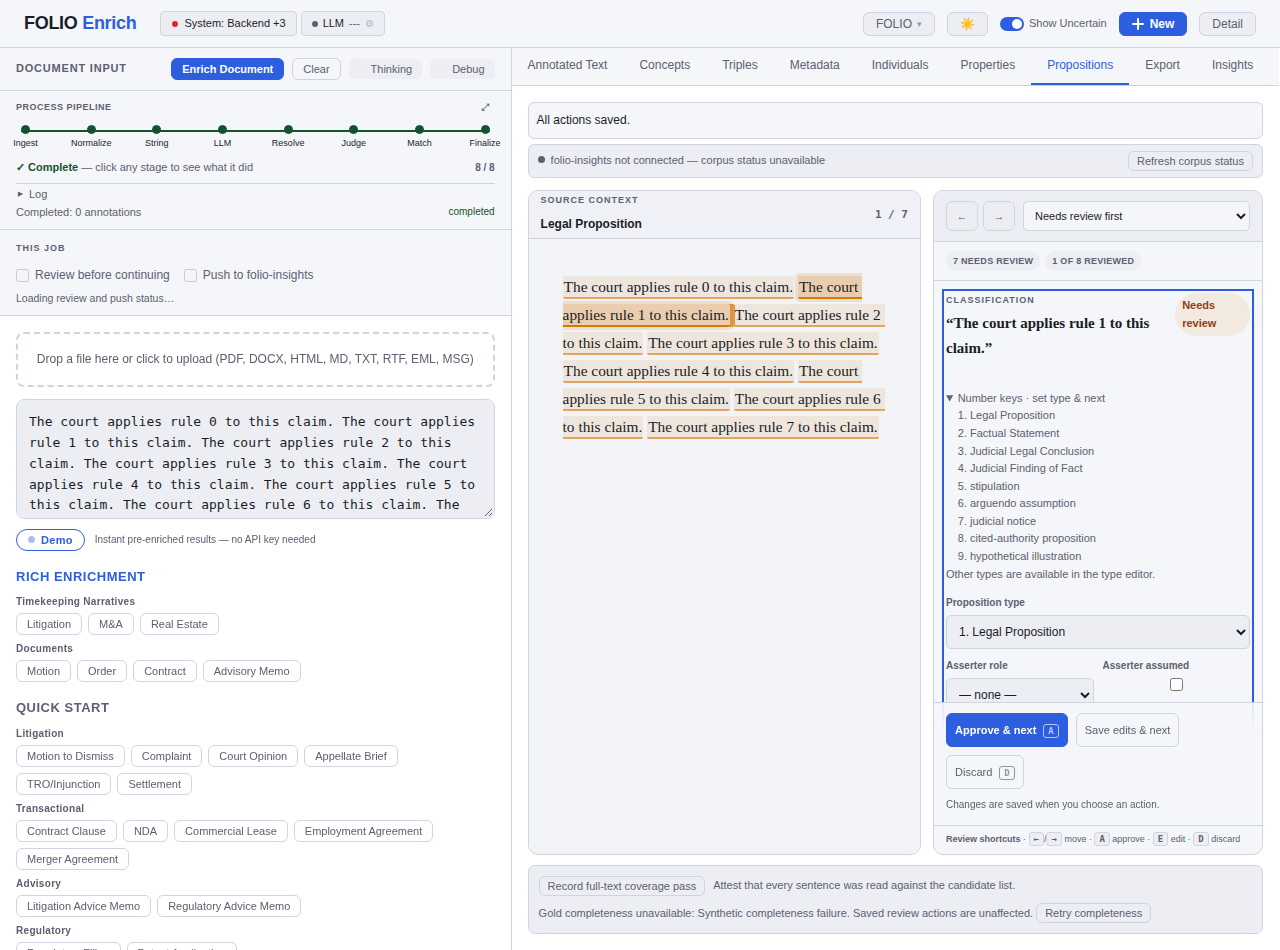 FOLIO Enrich
System: Backend +3
LLM ---
FOLIO
Show Uncertain
New
Detail
DOCUMENT INPUT
Enrich Document
Clear
Thinking
Debug
PROCESS PIPELINE
Ingest
Normalize
String
LLM
Resolve
Judge
Match
Finalize
✓ Complete — click any stage to see what it did
8 / 8
Log
Completed: 0 annotations
completed
THIS JOB
Review before continuing
Push to folio-insights
Loading review and push status…
Drop a file here or click to upload (PDF, DOCX, HTML, MD, TXT, RTF, EML, MSG)
The court applies rule 0 to this claim. The court applies
rule 1 to this claim. The court applies rule 2 to this
claim. The court applies rule 3 to this claim. The court
applies rule 4 to this claim. The court applies rule 5 to
this claim. The court applies rule 6 to this claim. The
Demo
Instant pre-enriched results — no API key needed
RICH ENRICHMENT
Timekeeping Narratives
Litigation
M&A
Real Estate
Documents
Motion
Order
Contract
Advisory Memo
QUICK START
Litigation
Motion to Dismiss
Complaint
Court Opinion
Appellate Brief
TRO/Injunction
Settlement
Transactional
Contract Clause
NDA
Commercial Lease
Employment Agreement
Merger Agreement
Advisory
Litigation Advice Memo
Regulatory Advice Memo
Regulatory
Annotated Text
Concepts
Triples
Metadata
Individuals
Properties
Propositions
Export
Insights
All actions saved.
folio-insights not connected — corpus status unavailable
Refresh corpus status
SOURCE CONTEXT
Legal Proposition
1 / 7
The court applies rule 0 to this claim. The court
applies rule 1 to this claim. The court applies rule 2
to this claim. The court applies rule 3 to this claim.
The court applies rule 4 to this claim. The court
applies rule 5 to this claim. The court applies rule 6
to this claim. The court applies rule 7 to this claim.
←
→
Needs review first
7 NEEDS REVIEW
1 OF 8 REVIEWED
CLASSIFICATION
“The court applies rule 1 to this
claim.”
Needs
review
Number keys · set type & next
1. Legal Proposition
2. Factual Statement
3. Judicial Legal Conclusion
4. Judicial Finding of Fact
5. stipulation
6. arguendo assumption
7. judicial notice
8. cited-authority proposition
9. hypothetical illustration
Other types are available in the type editor.
Proposition type
1. Legal Proposition
Asserter role
Asserter assumed
— none —
Approve & next A
Save edits & next
Discard D
Changes are saved when you choose an action.
Review shortcuts · ←/→ move · A approve · E edit · D discard
Record full-text coverage pass
Attest that every sentence was read against the candidate list.
Gold completeness unavailable: Synthetic completeness failure. Saved review actions are unaffected.
Retry completeness